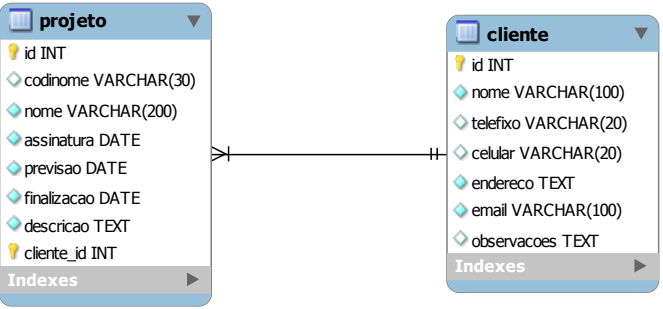 projeto
id INT
codinome VARCHAR(30)
nome VARCHAR(200)
assinatura DATE
previsao DATE
finalizacao DATE
descricao TEXT
cliente_id INT
Indexes
cliente
id INT
nome VARCHAR(100)
telefixo VARCHAR(20)
celular VARCHAR(20)
endereco TEXT
email VARCHAR(100)
observacoes TEXT
Indexes